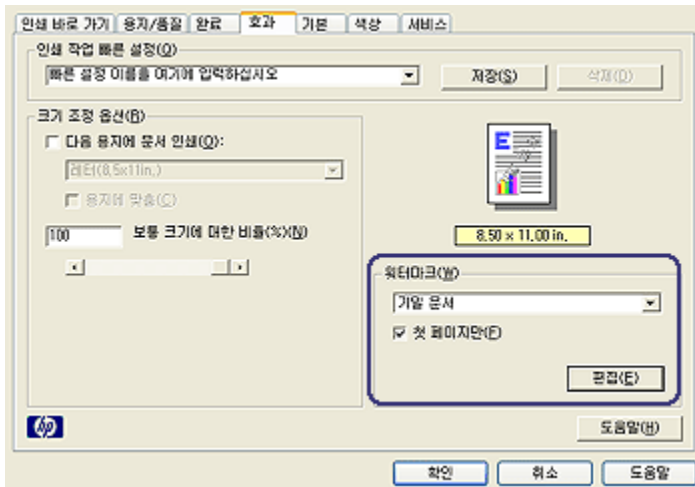 인쇄 바로 가기 용지/품질 완료 효과 기본 색상 서비스
인쇄 작업 빠른 설정(Q)
빠른 설정 이름을 여기에 입력하십시오 저장(S) 삭제(D)
크기 조정 옵션(R)
다음 용지에 문서 인쇄(O):
레터(8.5x11in.)
용지에 맞춤(C)
100 보통 크기에 대한 비율(%)(N)
E
8.50 × 11.00 in.
워터마크(W)
기밀 문서
첫 페이지만(F)
편집(E)
hp 도움말(H)
확인 취소 도움말